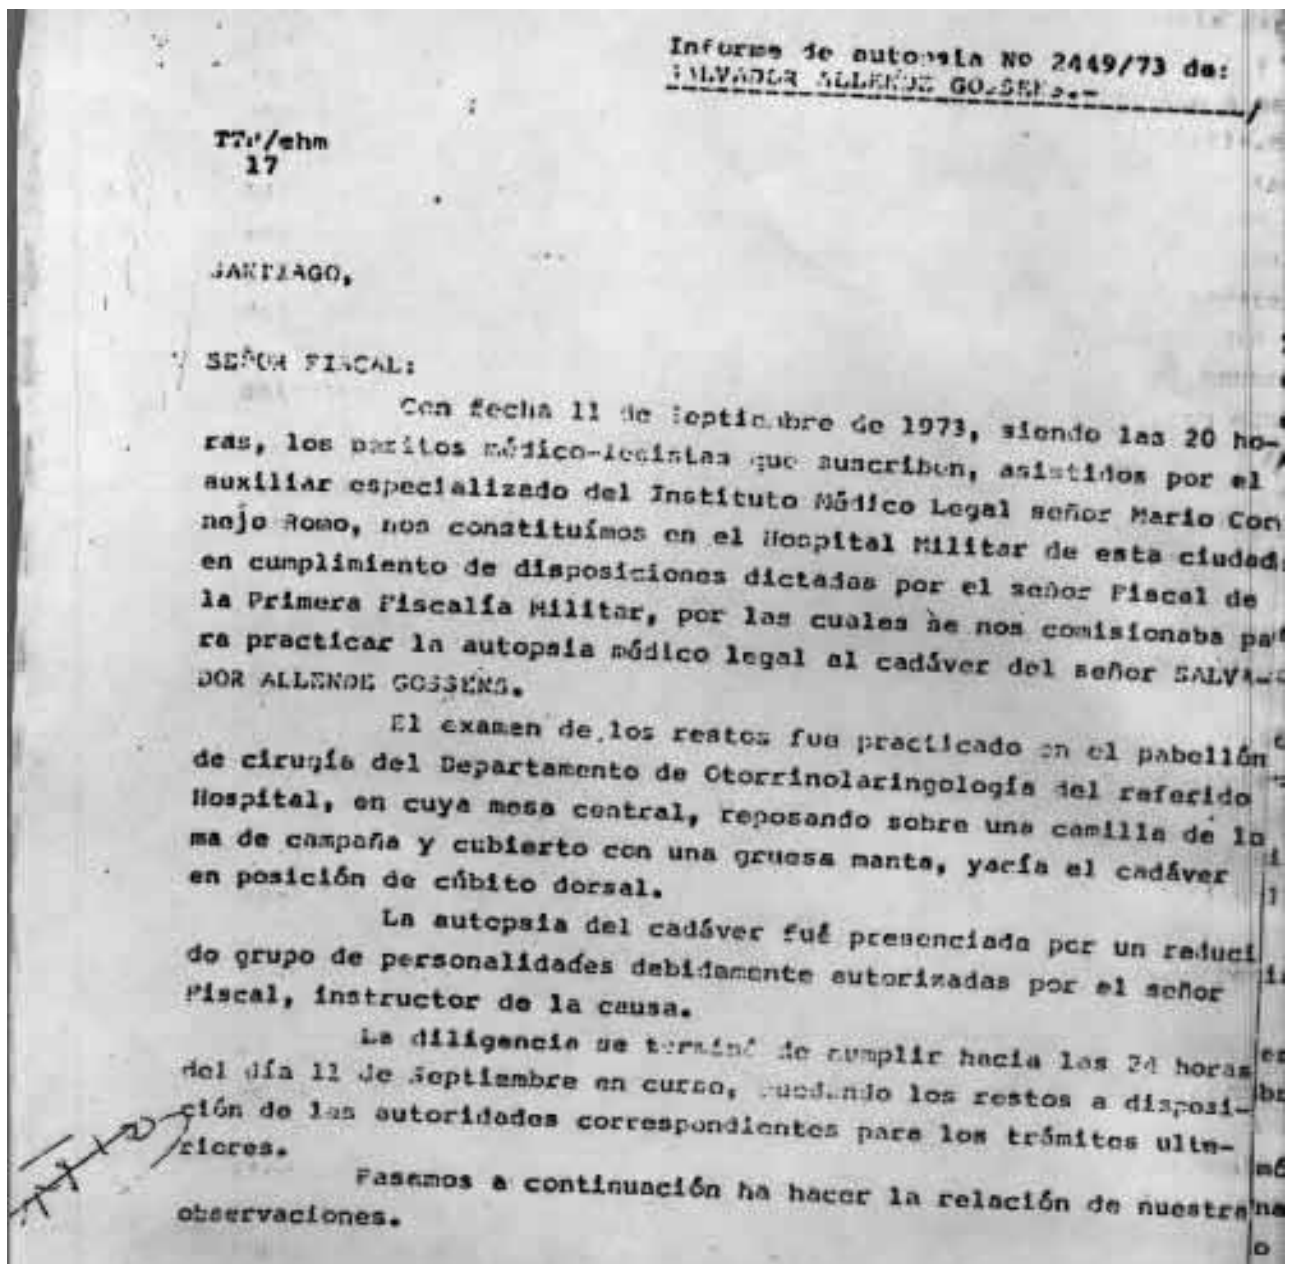 Informe de autopsia Nº 2449/73 de:
SALVADOR ALLENDE GOSSENS.-
/ehm
17
SANTIAGO,
SEÑOR FISCAL:
Con fecha 11 de Septiembre de 1973, siendo las 20 ho-
ras, los peritos médico-legistas que suscriben, asistidos por el
auxiliar especializado del Instituto Médico Legal señor Mario Cor
nejo Romo, nos constituímos en el Hospital Militar de esta ciudad,
en cumplimiento de disposiciones dictadas por el señor Fiscal de
la Primera Fiscalía Militar, por las cuales se nos comisionaba pa
ra practicar la autopsia médico legal al cadáver del señor SALVA-
DOR ALLENDE GOSSENS.
El examen de los restos fue practicado en el pabellón
de cirugía del Departamento de Otorrinolaringología del referido
Hospital, en cuya mesa central, reposando sobre una camilla de lo
na de campaña y cubierto con una gruesa manta, yacía el cadáver
en posición de cúbito dorsal.
La autopsia del cadáver fué presenciada por un reduci
do grupo de personalidades debidamente autorizadas por el señor
Fiscal, instructor de la causa.
La diligencia se terminó de cumplir hacia las 24 horas
del día 11 de Septiembre en curso, quedando los restos a disposi-
ción de las autoridades correspondientes para los trámites ulte-
riores.
Pasamos a continuación ha hacer la relación de nuestra
observaciones.